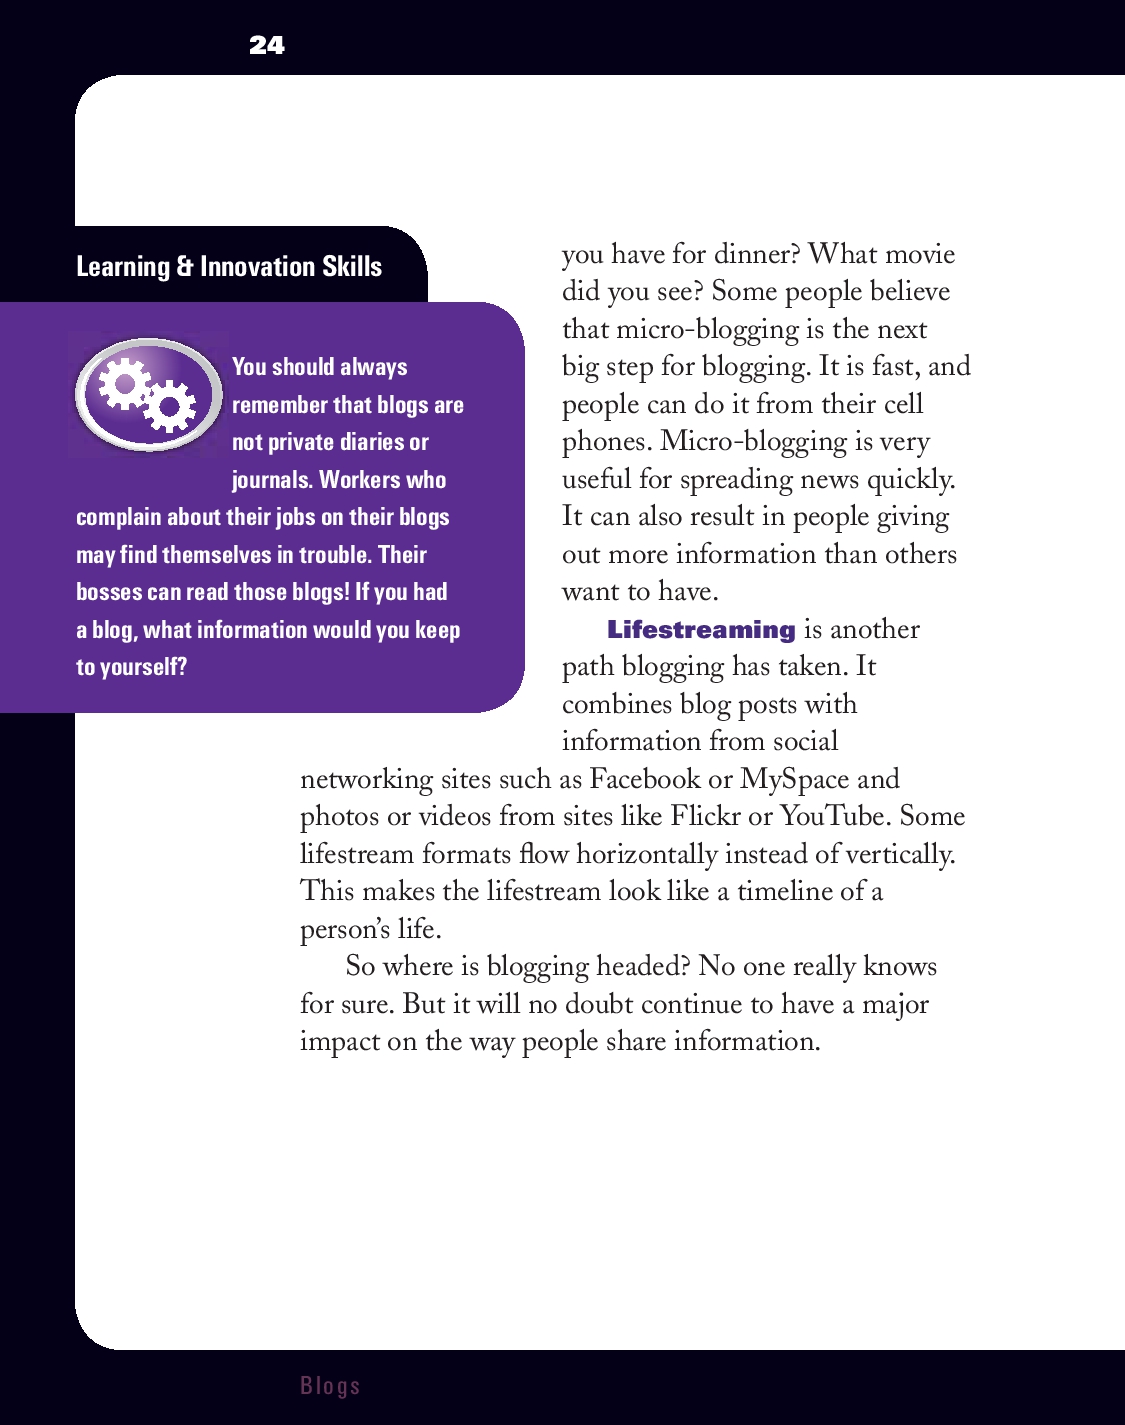 24
Learning & Innovation Skills
You should always
remember that blogs are
not private diaries or
journals. Workers who
complain about their jobs on their blogs
may find themselves in trouble. Their
bosses can read those blogs! If you had
a blog, what information would you keep
to yourself?
you have for dinner? What movie
did you see? Some people believe
that micro-blogging is the next
big step for blogging. It is fast, and
people can do it from their cell
phones. Micro-blogging is very
useful for spreading news quickly.
It can also result in people giving
out more information than others
want to have.
Lifestreaming is another
path blogging has taken. It
combines blog posts with
information from social
networking sites such as Facebook or MySpace and
photos or videos from sites like Flickr or YouTube. Some
lifestream formats flow horizontally instead of vertically.
This makes the lifestream look like a timeline of a
person’s life.
So where is blogging headed? No one really knows
for sure. But it will no doubt continue to have a major
impact on the way people share information.
Blogs